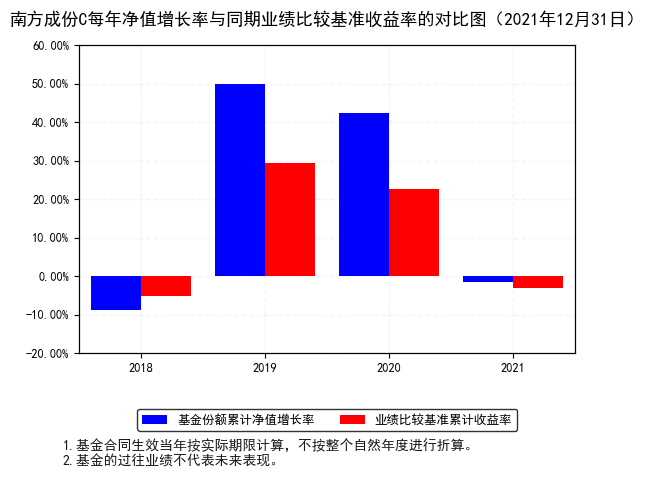 南方成份C每年净值增长率与同期业绩比较基准收益率的对比图（2021年12月31日）
60.00%
50.00%
40.00%
30.00%
20.00%
10.00%
0.00%
-10.00%
-20.00%
2018 2019 2020 2021
基金份额累计净值增长率 业绩比较基准累计收益率
1.基金合同生效当年按实际期限计算，不按整个自然年度进行折算。
2.基金的过往业绩不代表未来表现。